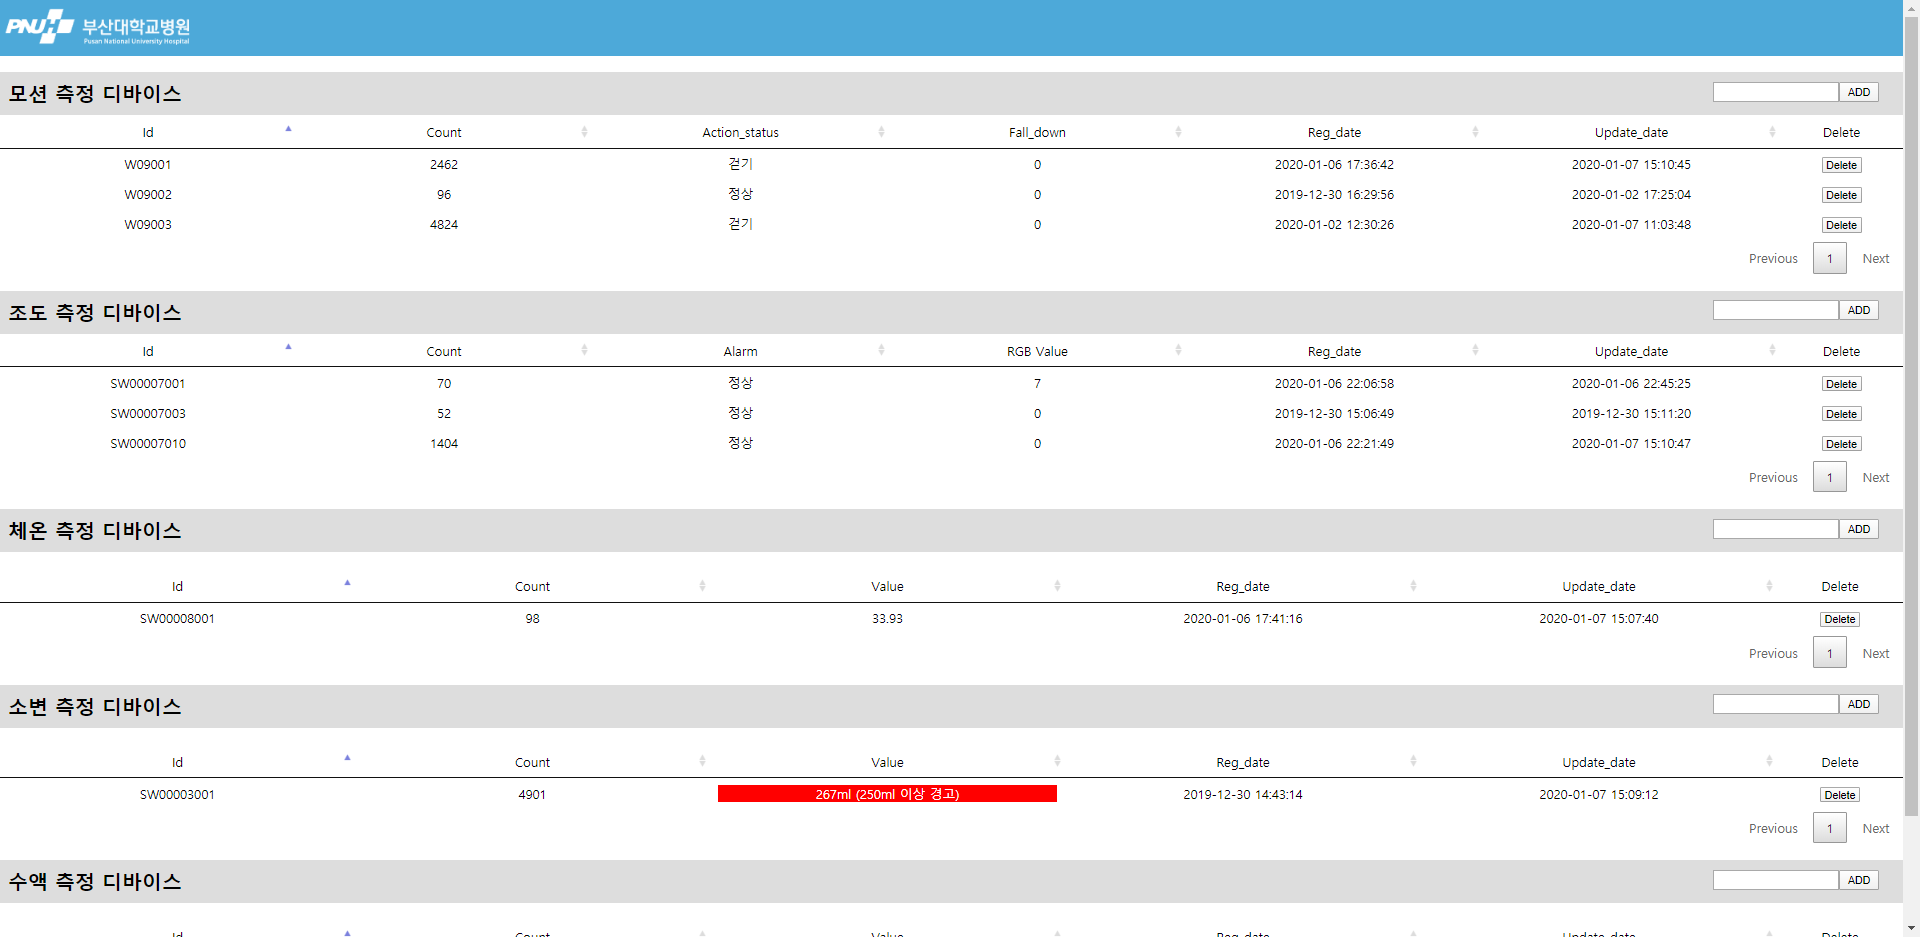 PNUH 부산대학교병원
Pusan National University Hospital
모션 측정 디바이스 ADD
Id Count Action_status Fall_down Reg_date Update_date Delete
W09001 2462 걷기 0 2020-01-06 17:36:42 2020-01-07 15:10:45 Delete
W09002 96 정상 0 2019-12-30 16:29:56 2020-01-02 17:25:04 Delete
W09003 4824 걷기 0 2020-01-02 12:30:26 2020-01-07 11:03:48 Delete
Previous 1 Next
조도 측정 디바이스 ADD
Id Count Alarm RGB Value Reg_date Update_date Delete
SW00007001 70 정상 7 2020-01-06 22:06:58 2020-01-06 22:45:25 Delete
SW00007003 52 정상 0 2019-12-30 15:06:49 2019-12-30 15:11:20 Delete
SW00007010 1404 정상 0 2020-01-06 22:21:49 2020-01-07 15:10:47 Delete
Previous 1 Next
체온 측정 디바이스 ADD
Id Count Value Reg_date Update_date Delete
SW00008001 98 33.93 2020-01-06 17:41:16 2020-01-07 15:07:40 Delete
Previous 1 Next
소변 측정 디바이스 ADD
Id Count Value Reg_date Update_date Delete
SW00003001 4901 267ml (250ml 이상 경고) 2019-12-30 14:43:14 2020-01-07 15:09:12 Delete
Previous 1 Next
수액 측정 디바이스 ADD
Id Count Value Reg_date Update_date Delete